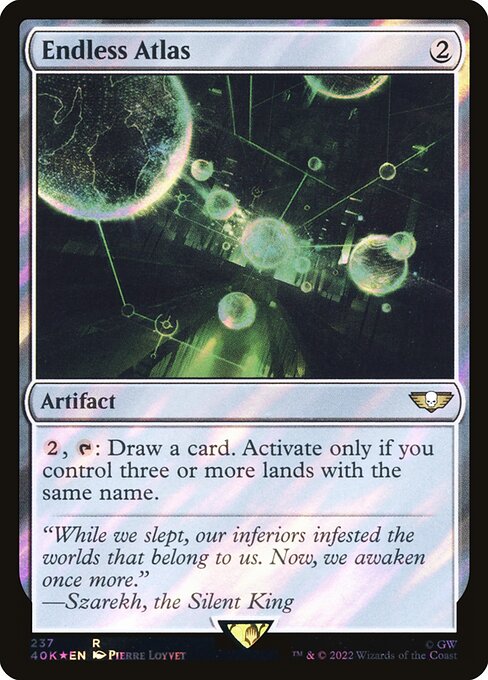 Endless Atlas 2
Artifact
2, : Draw a card. Activate only if you
control three or more lands with the
same name.
“While we slept, our inferiors infested the
worlds that belong to us. Now, we awaken
once more.”
—Szarekh, the Silent King
237 R © GW
40K★EN Pierre Loyvet ™ & © 2022 Wizards of the Coast